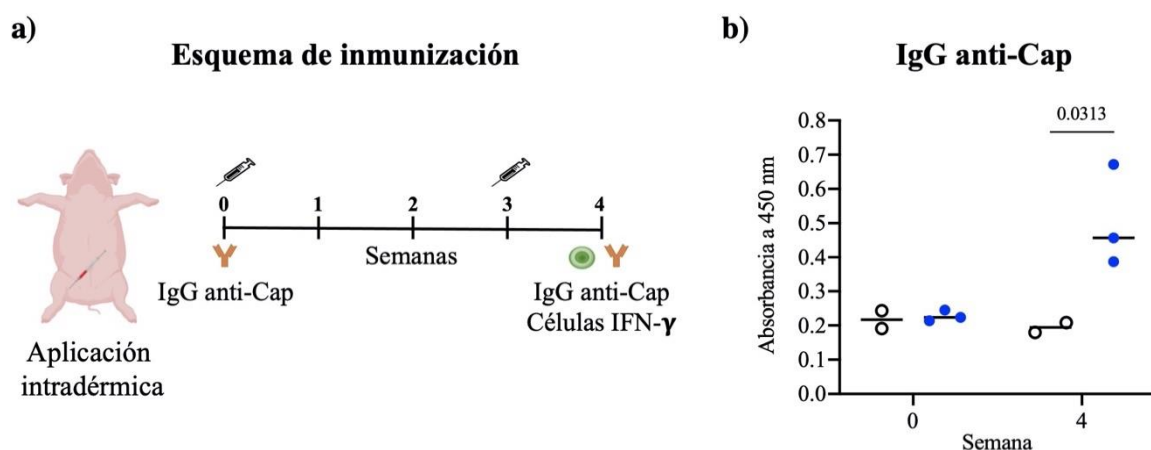 a)
Esquema de inmunización
0 1 2 3 4
Semanas
IgG anti-Cap
IgG anti-Cap
Células IFN-γ
Aplicación
intradérmica
b)
IgG anti-Cap
0.0313
Absorbancia a 450 nm
0.8
0.7
0.6
0.5
0.4
0.3
0.2
0.1
0.0
0 4
Semana